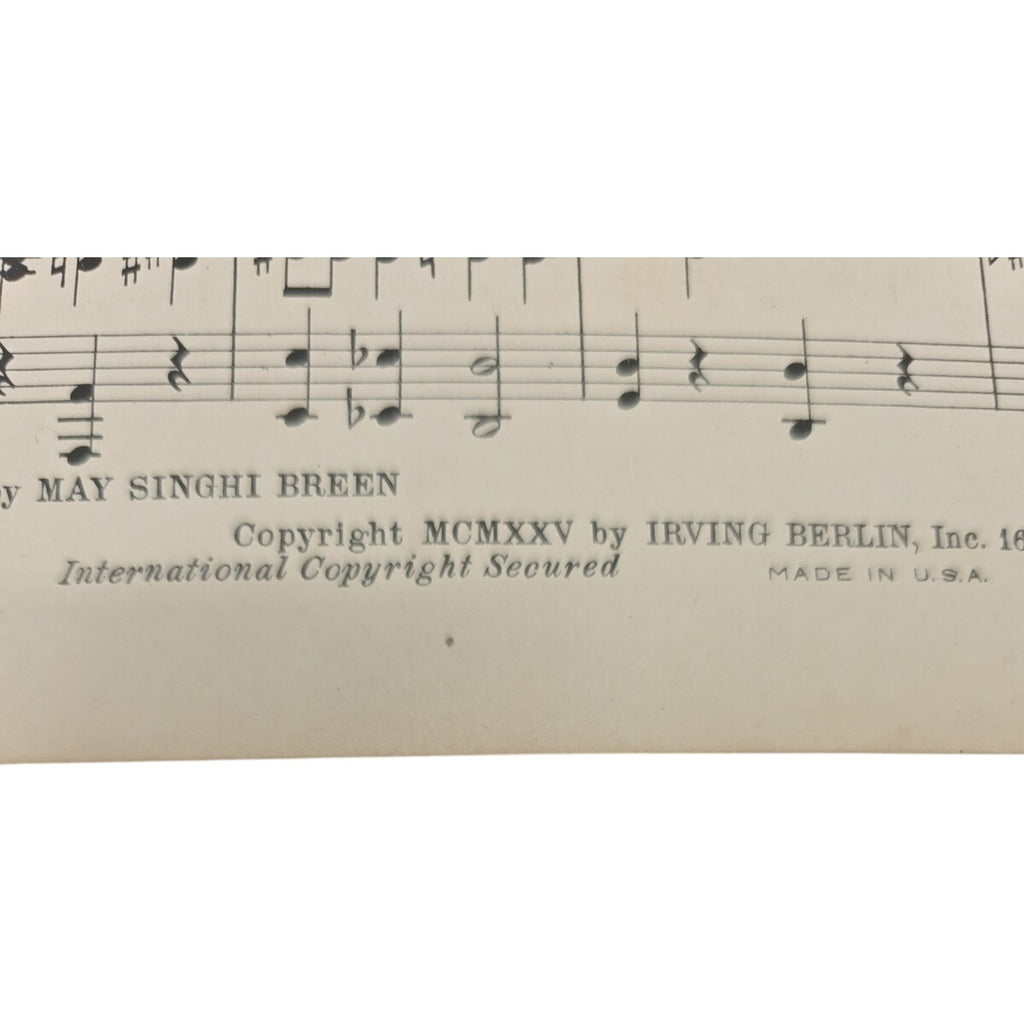 y MAY SINGHI BREEN
Copyright MCMXXV by IRVING BERLIN, Inc. 16
International Copyright Secured
MADE IN U.S.A.